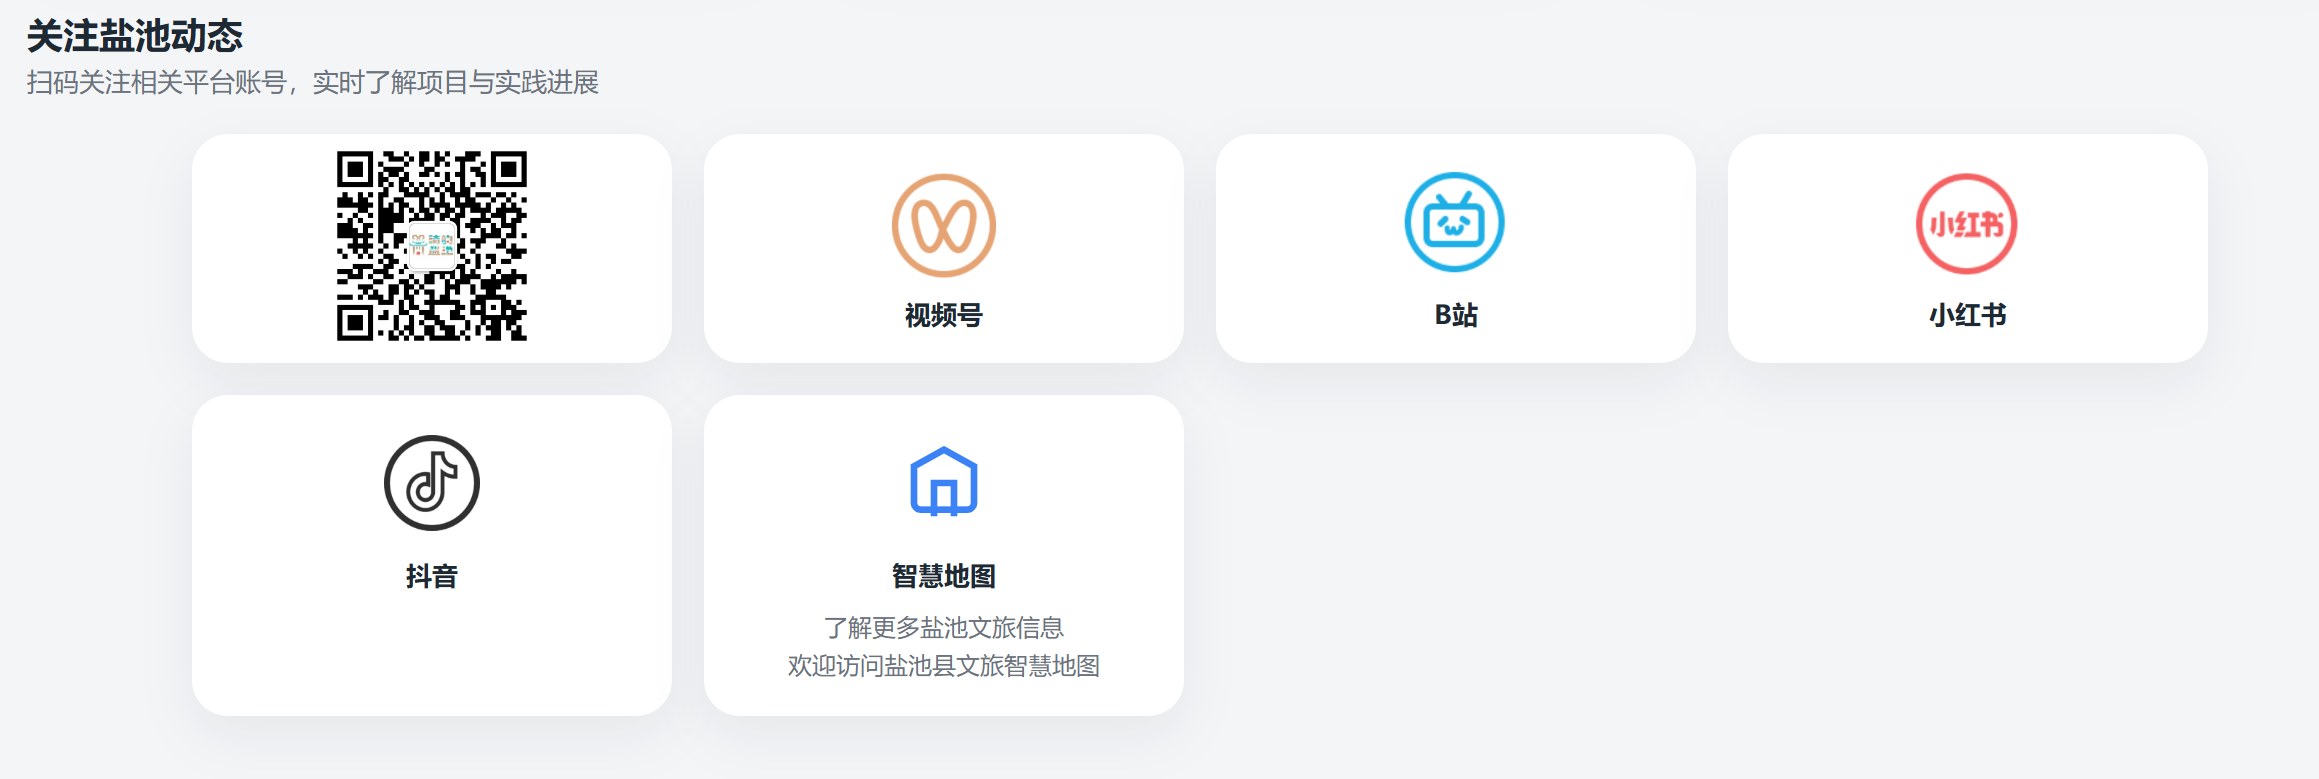 关注盐池动态
扫码关注相关平台账号，实时了解项目与实践进展
视频号
B站
小红书
小红书
抖音
智慧地图
了解更多盐池文旅信息
欢迎访问盐池县文旅智慧地图